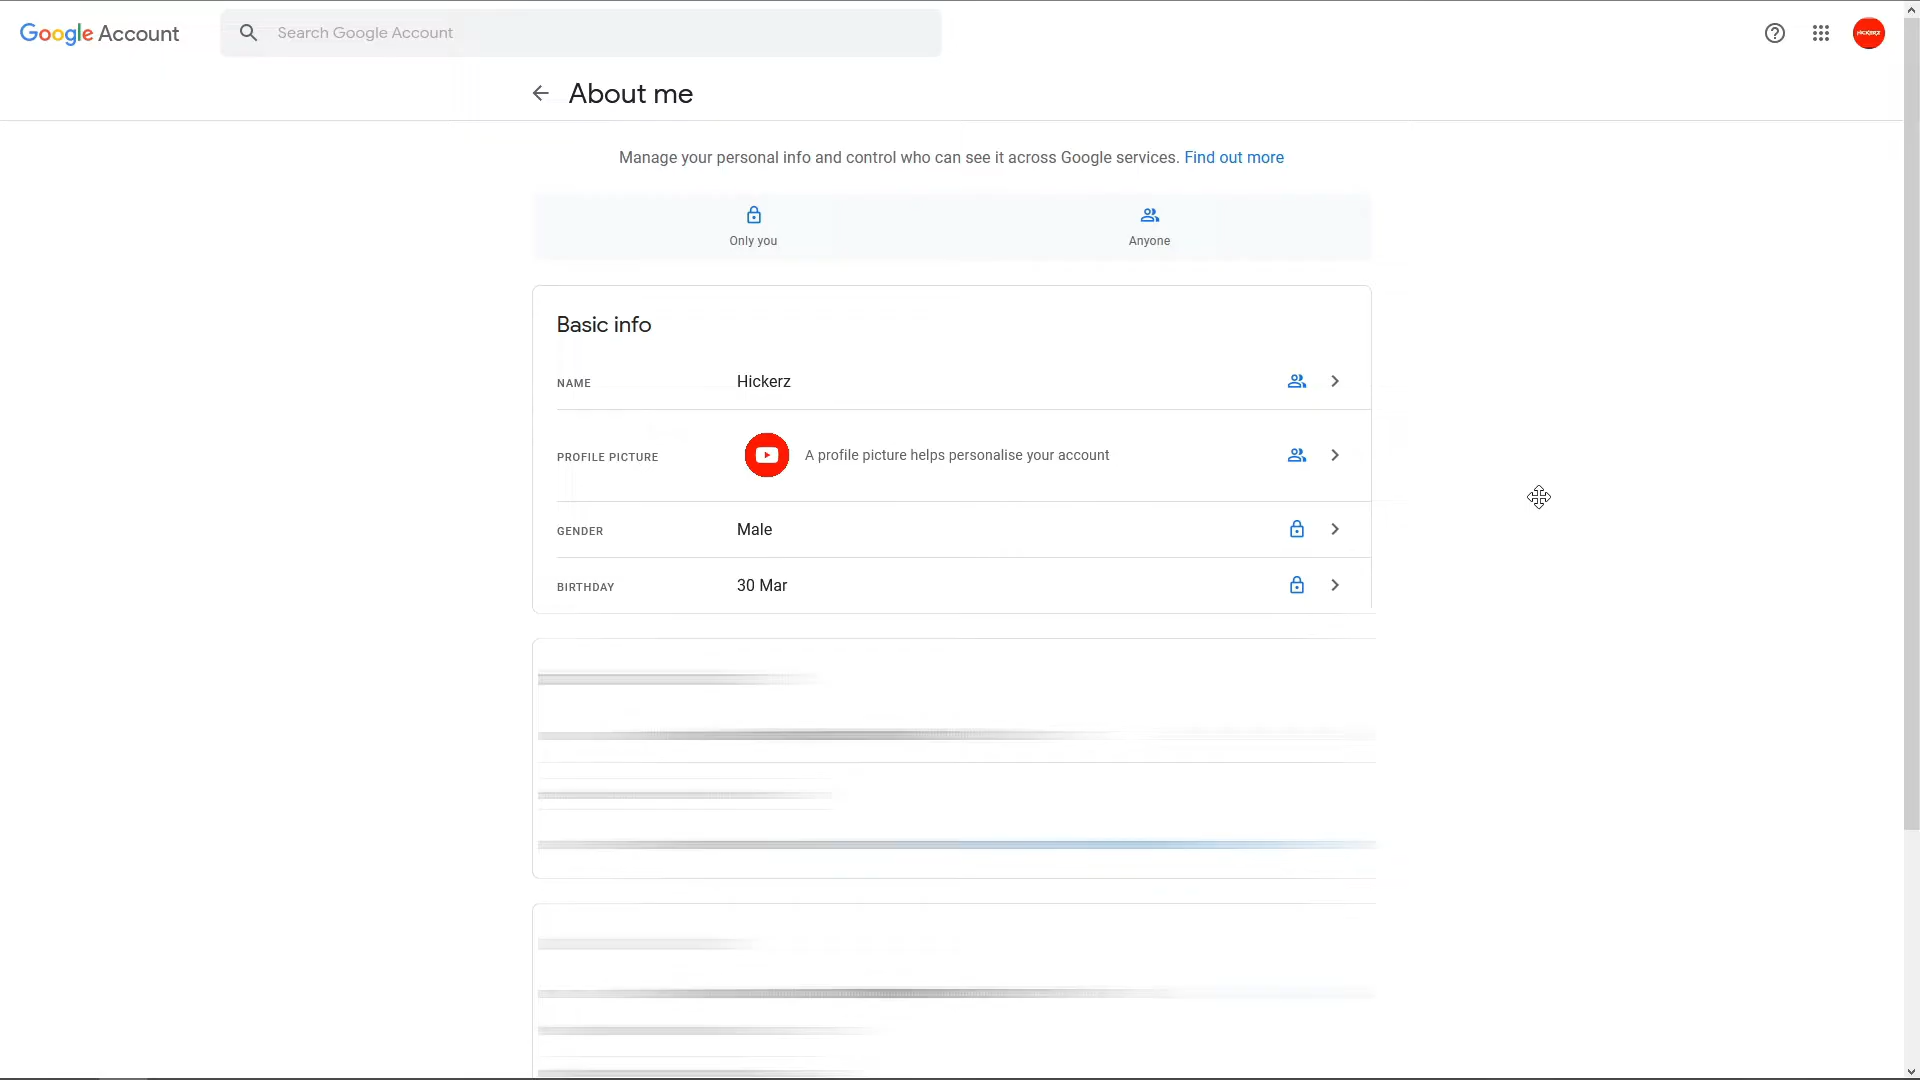 Google Account
Search Google Account
HICKERZ
About me
Manage your personal info and control who can see it across Google services. Find out more
Only you
Anyone
Basic info
NAME
Hickerz
PROFILE PICTURE
A profile picture helps personalise your account
GENDER
Male
BIRTHDAY
30 Mar